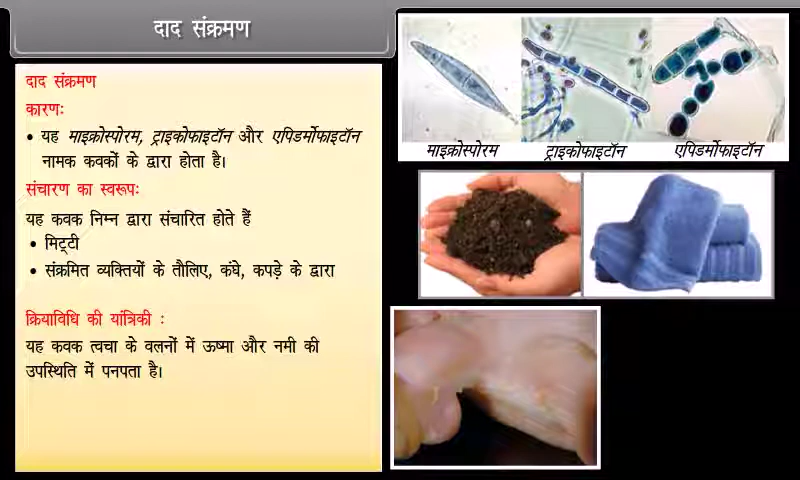 दाद संक्रमण
दाद संक्रमण
कारणः
• यह माइक्रोस्पोरम, ट्राइकोफाइटॉन और एपिडर्मोफाइटॉन
नामक कवकों के द्वारा होता है।
संचारण का स्वरूपः
यह कवक निम्न द्वारा संचारित होते हैं
• मिट्टी
• संक्रमित व्यक्तियों के तौलिए, कंघे, कपड़े के द्वारा
क्रियाविधि की यांत्रिकी :
यह कवक त्वचा के वलनों में ऊष्मा और नमी की
उपस्थिति में पनपता है।
माइक्रोस्पोरम ट्राइकोफाइटॉन एपिडर्मोफाइटॉन